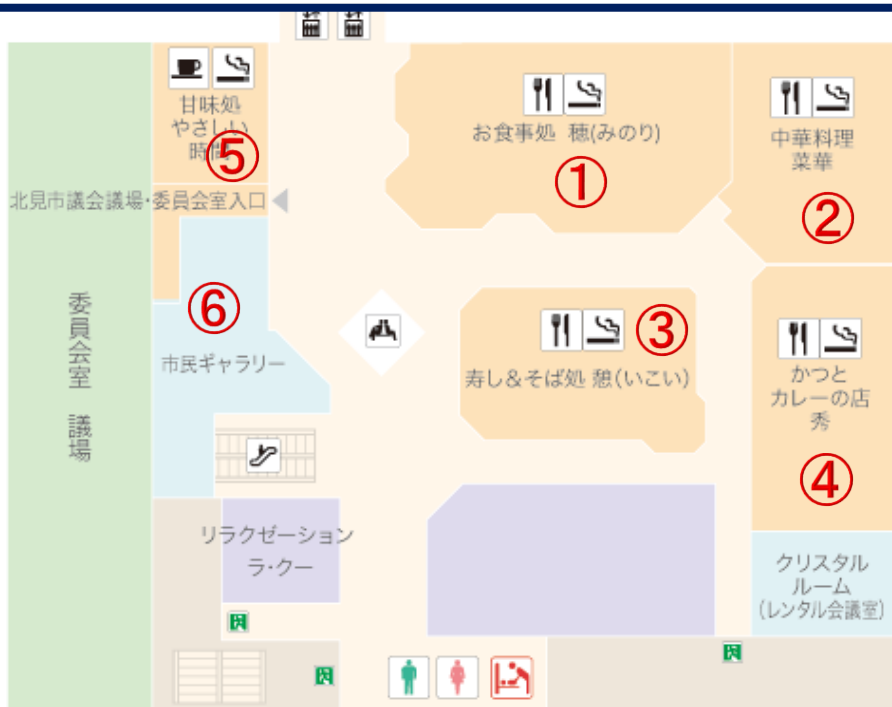 甘味処
やさしい
時間
⑤
お食事処 穂(みのり)
①
中華料理
菜華
②
北見市議会議場・委員会室入口
委員会室 議場
⑥
市民ギャラリー
③
寿し&そば処 憩(いこい)
かつと
カレーの店
秀
④
リラクゼーション
ラ・クー
クリスタル
ルーム
(レンタル会議室)